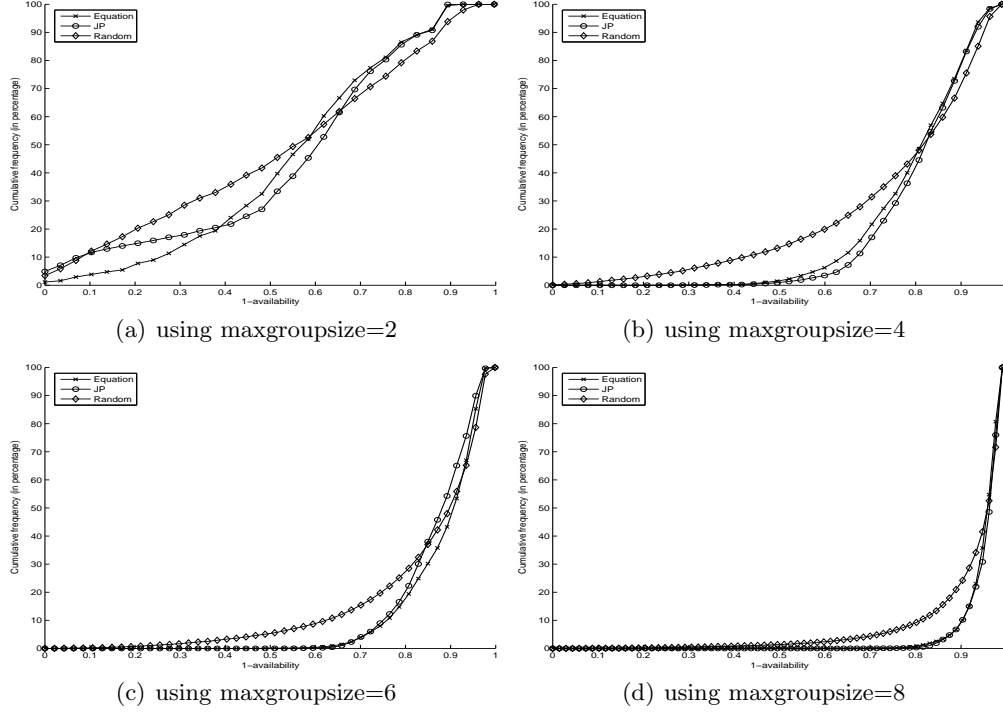 100
90
80
70
60
50
40
30
20
10
0
Cumulative frequency (in percentage)
Equation
JP
Random
0 0.1 0.2 0.3 0.4 0.5 0.6 0.7 0.8 0.9 1
1−availability
(a) using maxgroupsize=2
100
90
80
70
60
50
40
30
20
10
0
Cumulative frequency (in percentage)
Equation
JP
Random
0 0.1 0.2 0.3 0.4 0.5 0.6 0.7 0.8 0.9
1−availability
(b) using maxgroupsize=4
100
90
80
70
60
50
40
30
20
10
0
Cumulative frequency (in percentage)
Equation
JP
Random
0 0.1 0.2 0.3 0.4 0.5 0.6 0.7 0.8 0.9 1
1−availability
(c) using maxgroupsize=6
100
90
80
70
60
50
40
30
20
10
0
Cumulative frequency (in percentage)
Equation
JP
Random
0 0.1 0.2 0.3 0.4 0.5 0.6 0.7 0.8 0.9
1−availability
(d) using maxgroupsize=8